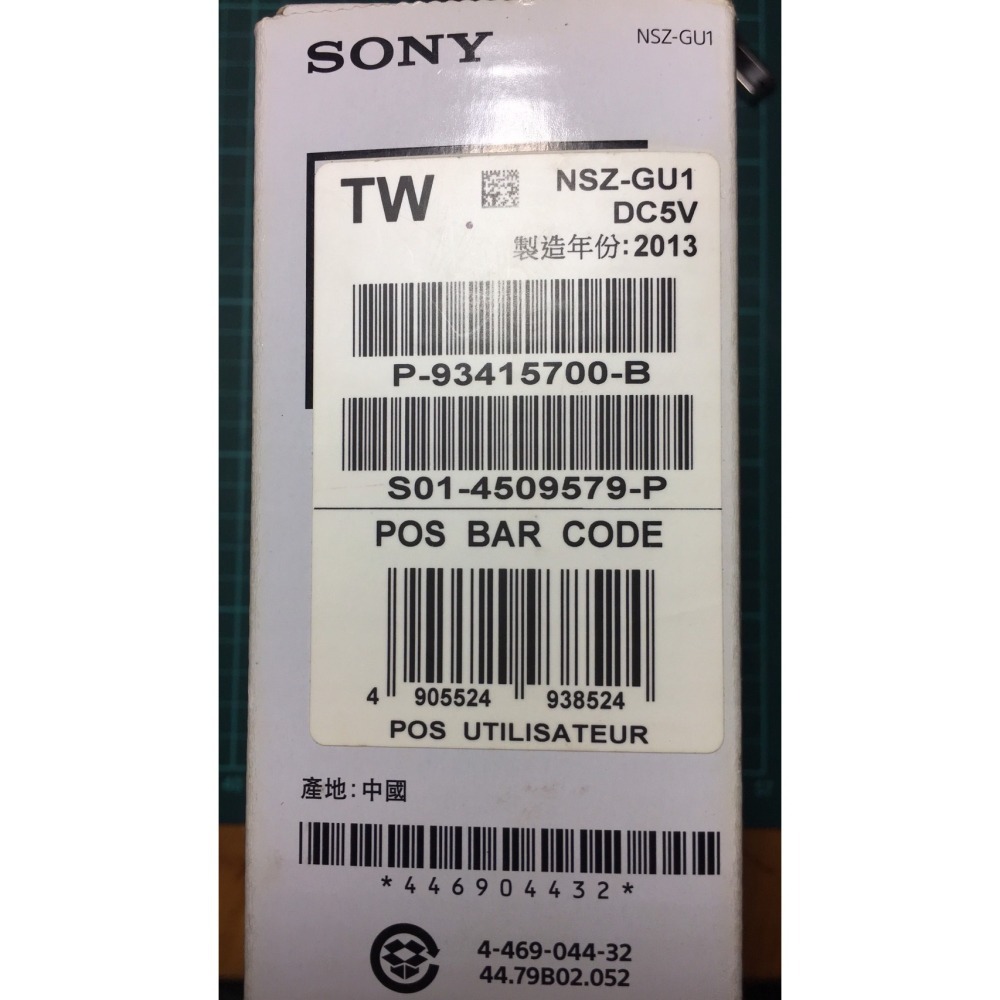 SONY
NSZ-GU1
TW
NSZ-GU1
DC5V
製造年份:2013
P-93415700-B
S01-4509579-P
POS BAR CODE
4 905524 938524
POS UTILISATEUR
產地:中國
*446904432*
4-469-044-32
44.79B02.052